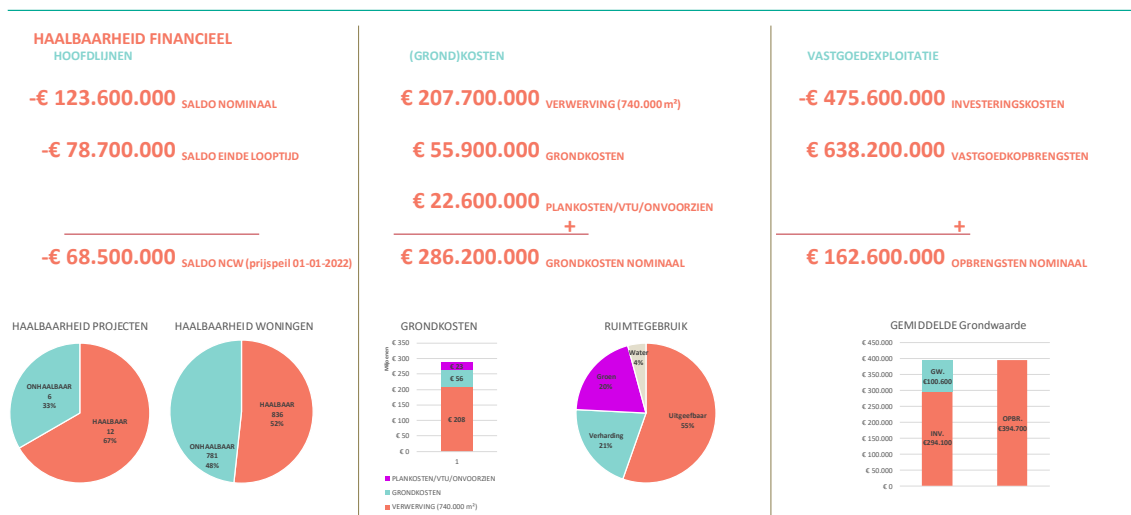 HAALBAARHEID FINANCIEEL
HOOFDLIJNEN
-€ 123.600.000 SALDO NOMINAAL
-€ 78.700.000 SALDO EINDE LOOPTIJD
-€ 68.500.000 SALDO NCW (prijspeil 01-01-2022)
(GROND)KOSTEN
€ 207.700.000 VERWERVING (740.000 m²)
€ 55.900.000 GRONDKOSTEN
€ 22.600.000 PLANKOSTEN/VTU/ONVOORZIEN
+
€ 286.200.000 GRONDKOSTEN NOMINAAL
VASTGOEDEXPLOITATIE
-€ 475.600.000 INVESTERINGSKOSTEN
€ 638.200.000 VASTGOEDKOPBRENGSTEN
+
€ 162.600.000 OPBRENGSTEN NOMINAAL
HAALBAARHEID PROJECTEN
ONHAALBAAR
6
33%
HAALBAAR
12
67%
HAALBAARHEID WONINGEN
HAALBAAR
836
52%
ONHAALBAAR
781
48%
GRONDKOSTEN
Miljoenen
€ 350
€ 300
€ 250
€ 200
€ 150
€ 100
€ 50
€ 0
€ 56
€ 208
1
PLANKOSTEN/VTU/ONVOORZIEN
GRONDKOSTEN
VERWERVING (740.000 m²)
RUIMTEGEBRUIK
Water
4%
Groen
20%
Verharding
21%
Uitgeefbaar
55%
GEMIDDELDE Grondwaarde
€ 450.000
€ 400.000
€ 350.000
€ 300.000
€ 250.000
€ 200.000
€ 150.000
€ 100.000
€ 50.000
€ 0
GW.
€100.600
INV.
€294.100
OPBR.
€394.700